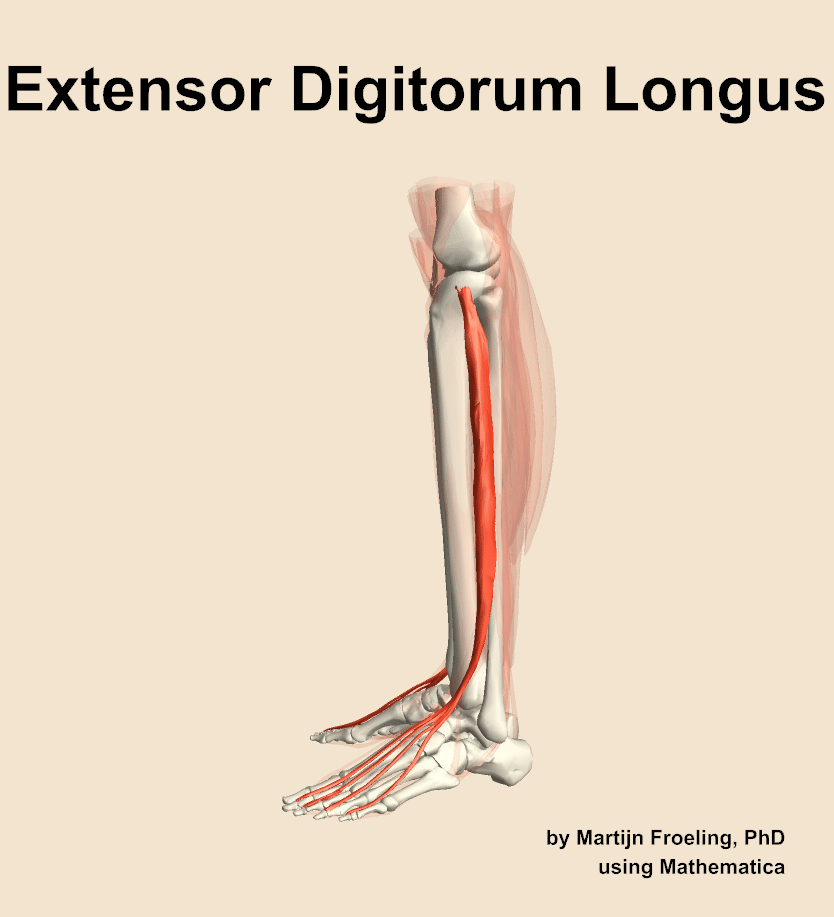 Extensor Digitorum Longus
by Martijn Froeling, PhD
using Mathematica